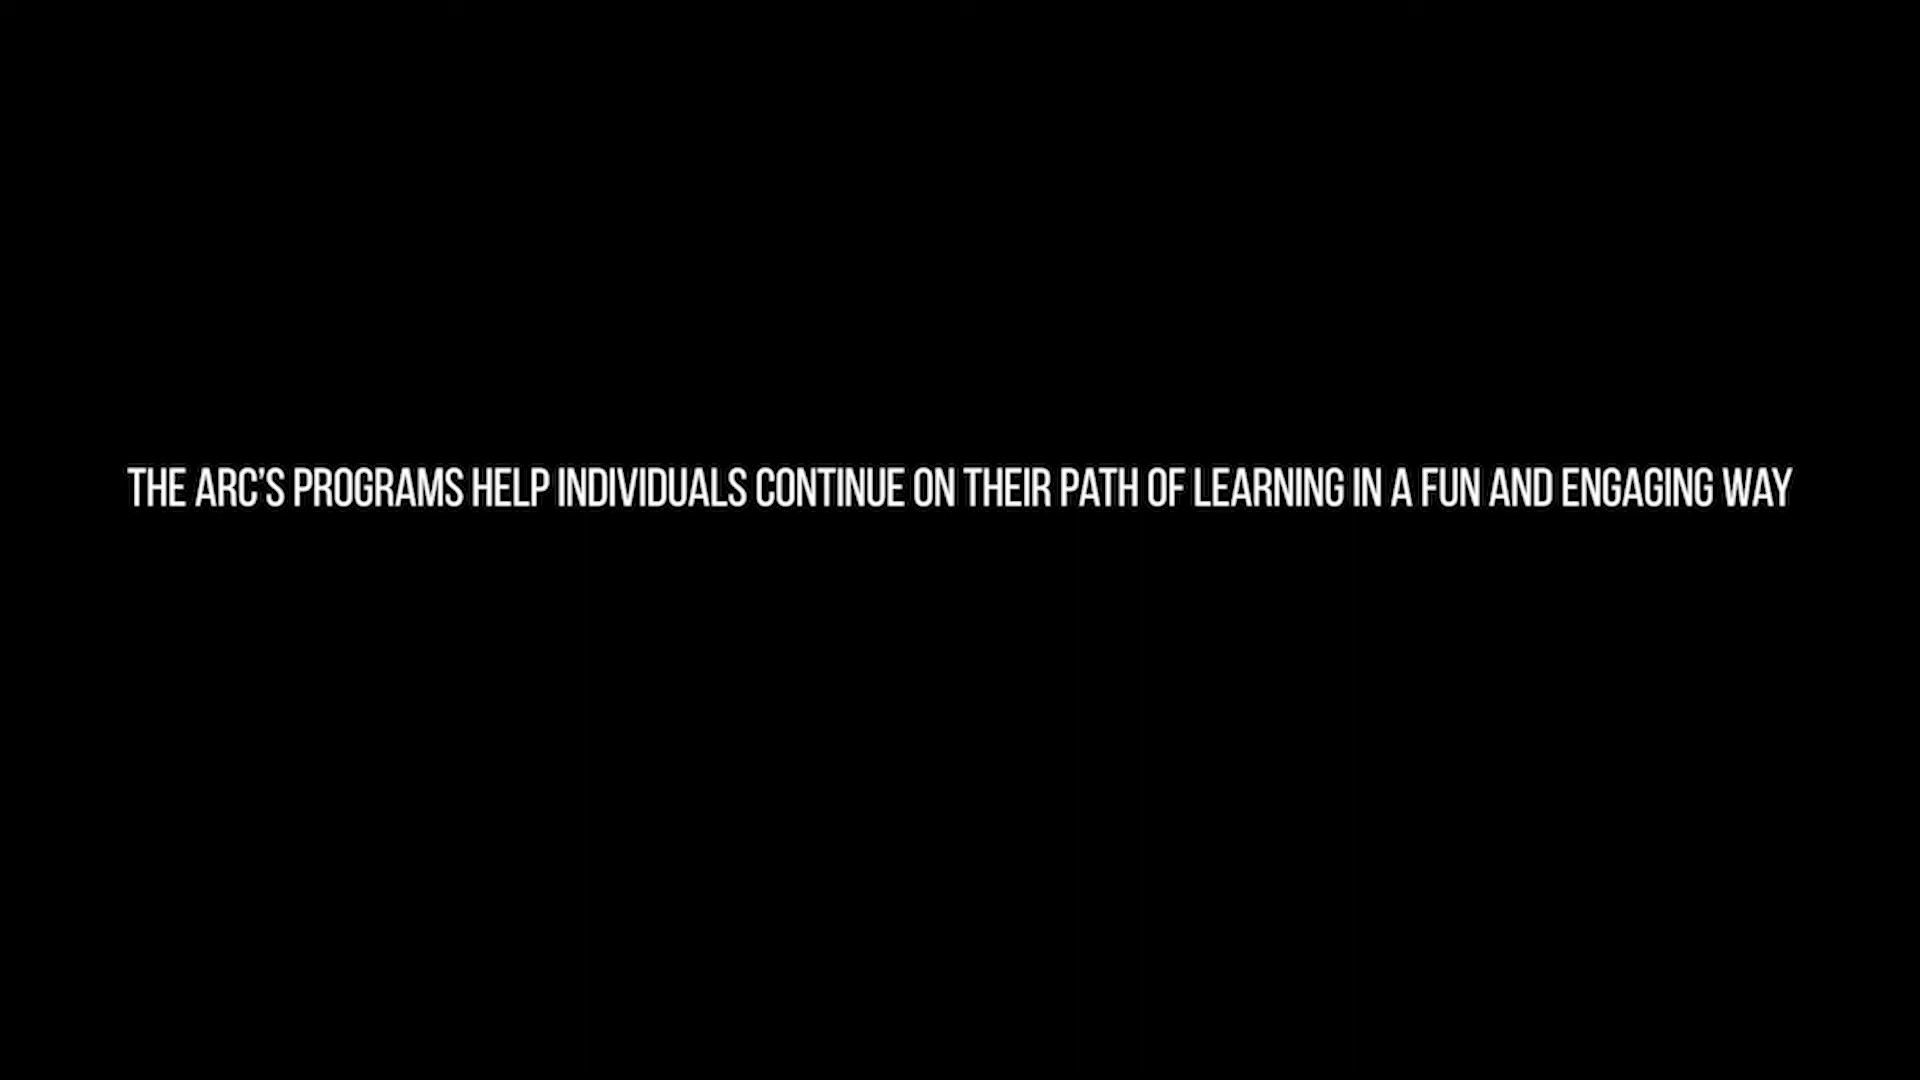 THE ARC’S PROGRAMS HELP INDIVIDUALS CONTINUE ON THEIR PATH OF LEARNING IN A FUN AND ENGAGING WAY